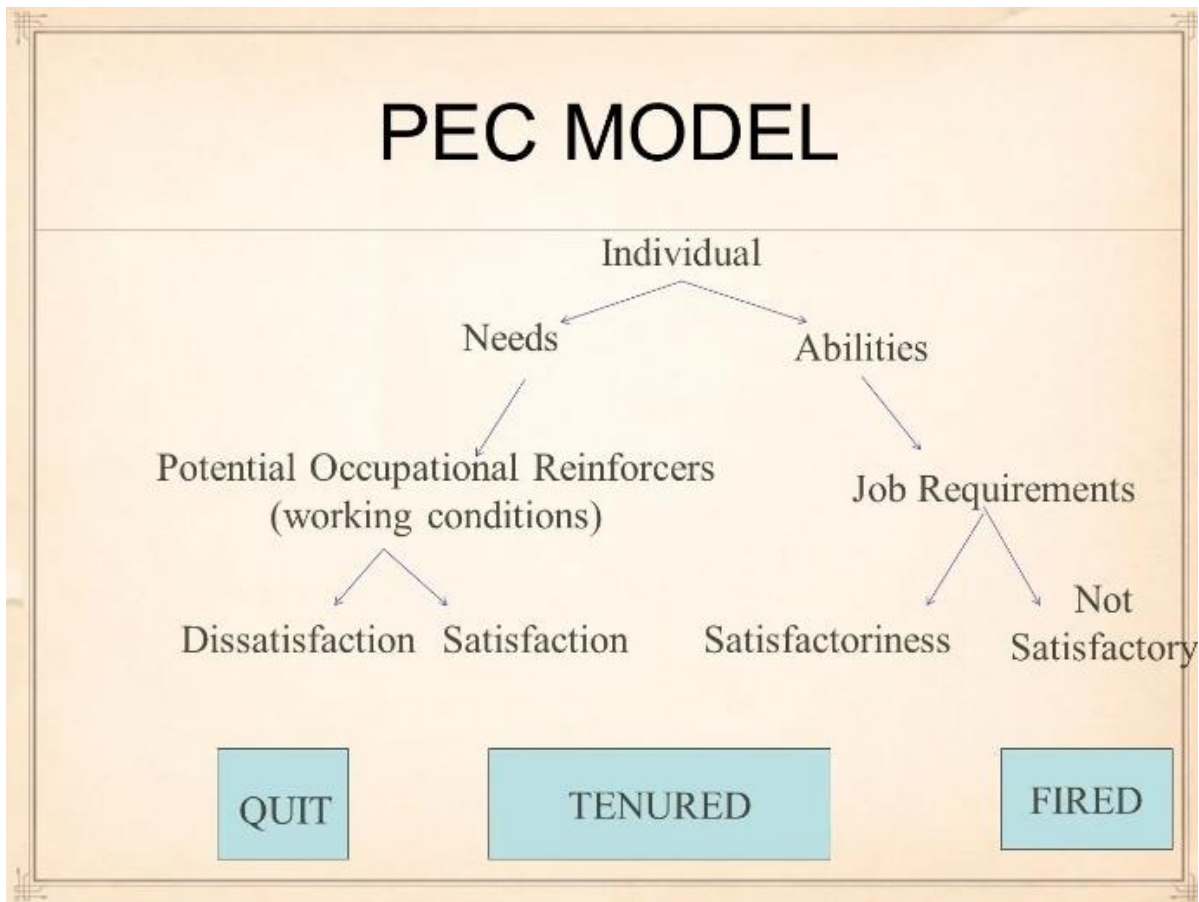 PEC MODEL
Individual
Needs
Abilities
Potential Occupational Reinforcers
(working conditions)
Job Requirements
Dissatisfaction
Satisfaction
Satisfactoriness
Not
Satisfactory
QUIT
TENURED
FIRED